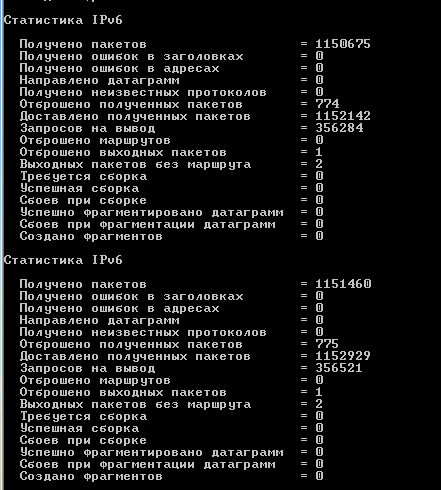 Статистика IPv6
Получено пакетов = 1150675
Получено ошибок в заголовках = 0
Получено ошибок в адресах = 0
Направлено датаграмм = 0
Получено неизвестных протоколов = 0
Отброшено полученных пакетов = 774
Доставлено полученных пакетов = 1152142
Запросов на вывод = 356284
Отброшено маршрутов = 0
Отброшено выходных пакетов = 1
Выходных пакетов без маршрута = 2
Требуется сборка = 0
Успешная сборка = 0
Сбоев при сборке = 0
Успешно фрагментировано датаграмм = 0
Сбоев при фрагментации датаграмм = 0
Создано фрагментов = 0
Статистика IPv6
Получено пакетов = 1151460
Получено ошибок в заголовках = 0
Получено ошибок в адресах = 0
Направлено датаграмм = 0
Получено неизвестных протоколов = 0
Отброшено полученных пакетов = 775
Доставлено полученных пакетов = 1152929
Запросов на вывод = 356521
Отброшено маршрутов = 0
Отброшено выходных пакетов = 1
Выходных пакетов без маршрута = 2
Требуется сборка = 0
Успешная сборка = 0
Сбоев при сборке = 0
Успешно фрагментировано датаграмм = 0
Сбоев при фрагментации датаграмм = 0
Создано фрагментов = 0